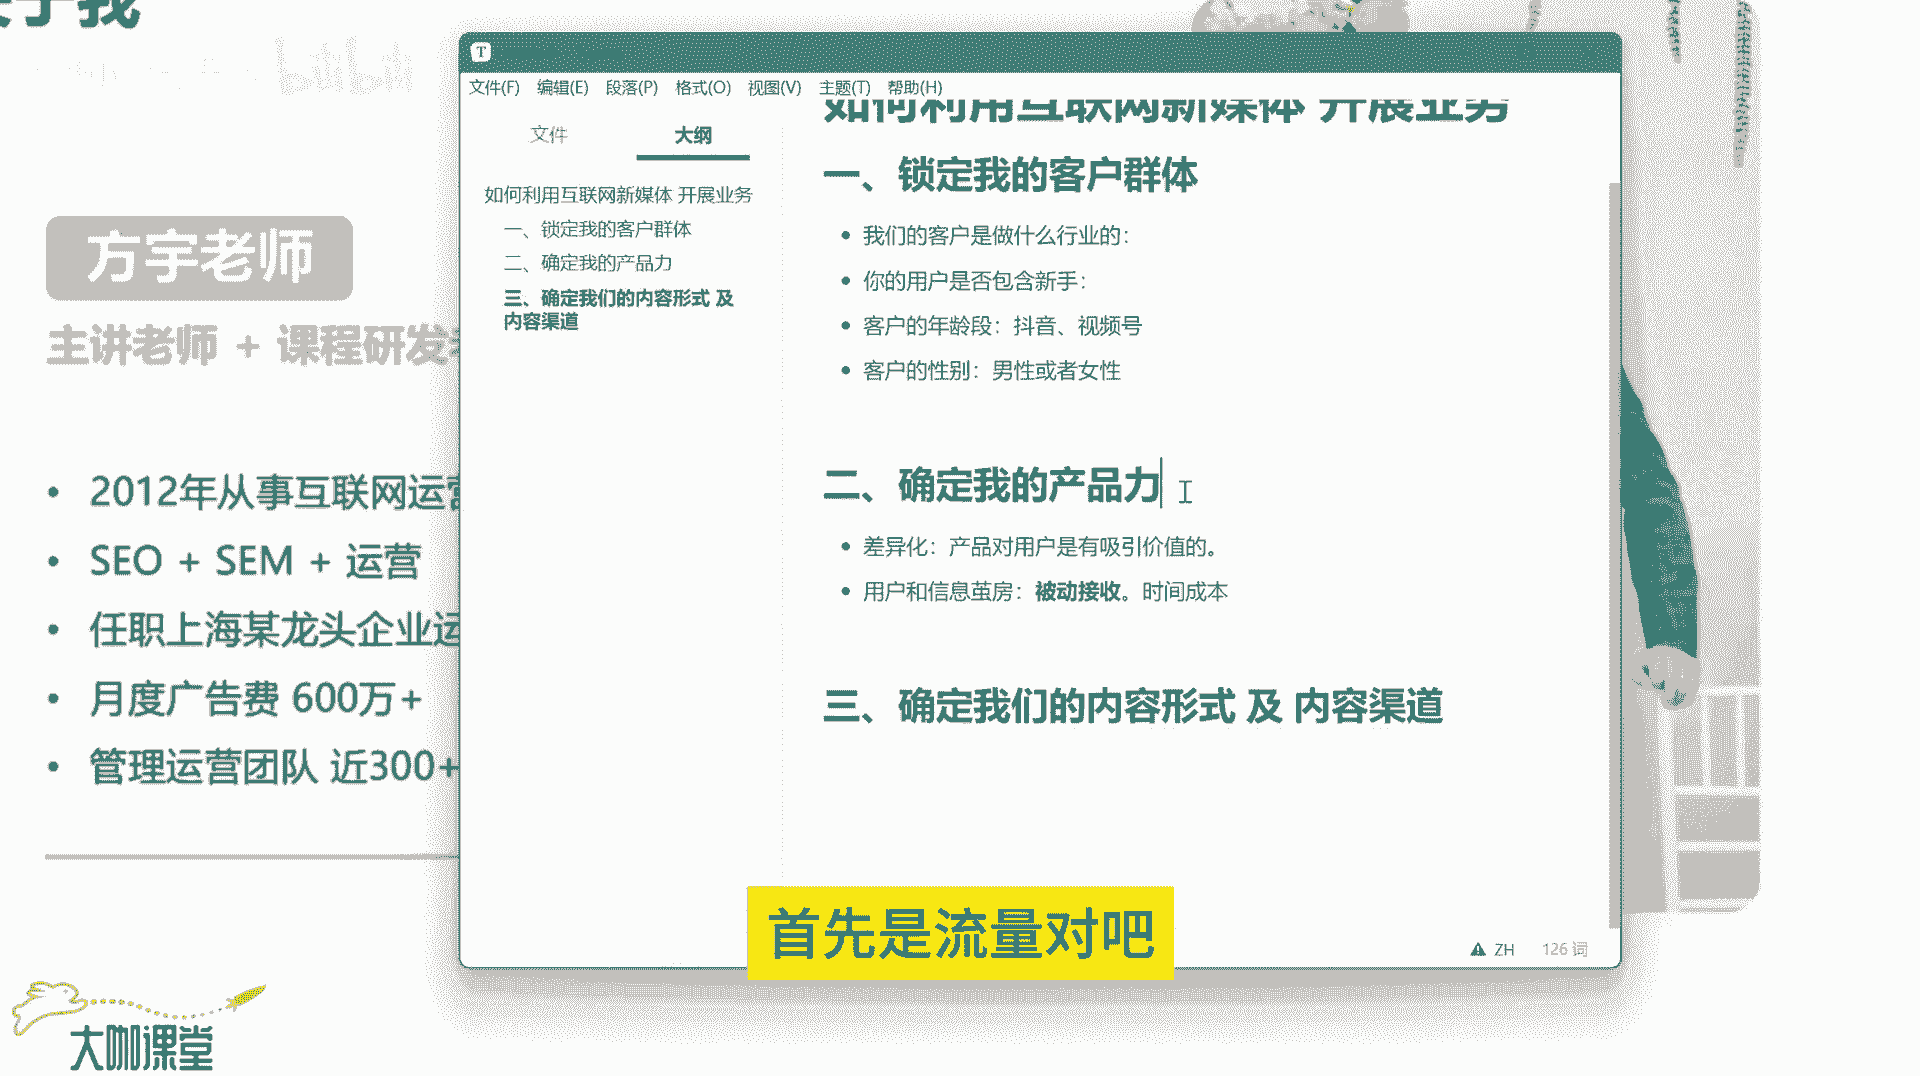 关于我
bilibili
方宇老师
主讲老师 + 课程研发
2012年从事互联网运营
SEO + SEM + 运营
任职上海某龙头企业运
月度广告费 600万+
管理运营团队 近300+
大咖课堂
T
文件(F) 编辑(E) 段落(P) 格式(O) 视图(V) 主题(T) 帮助(H)
文件 大纲
如何利用互联网新媒体 开展业务
一、锁定我的客户群体
二、确定我的产品力
三、确定我们的内容形式 及
内容渠道
如何利用互联网新媒体 开展业务
一、锁定我的客户群体
我们的客户是做什么行业的：
你的用户是否包含新手：
客户的年龄段：抖音、视频号
客户的性别：男性或者女性
二、确定我的产品力
差异化：产品对用户是有吸引价值的。
用户和信息茧房：被动接收。时间成本
三、确定我们的内容形式 及 内容渠道
ZH 126 词
首先是流量对吧